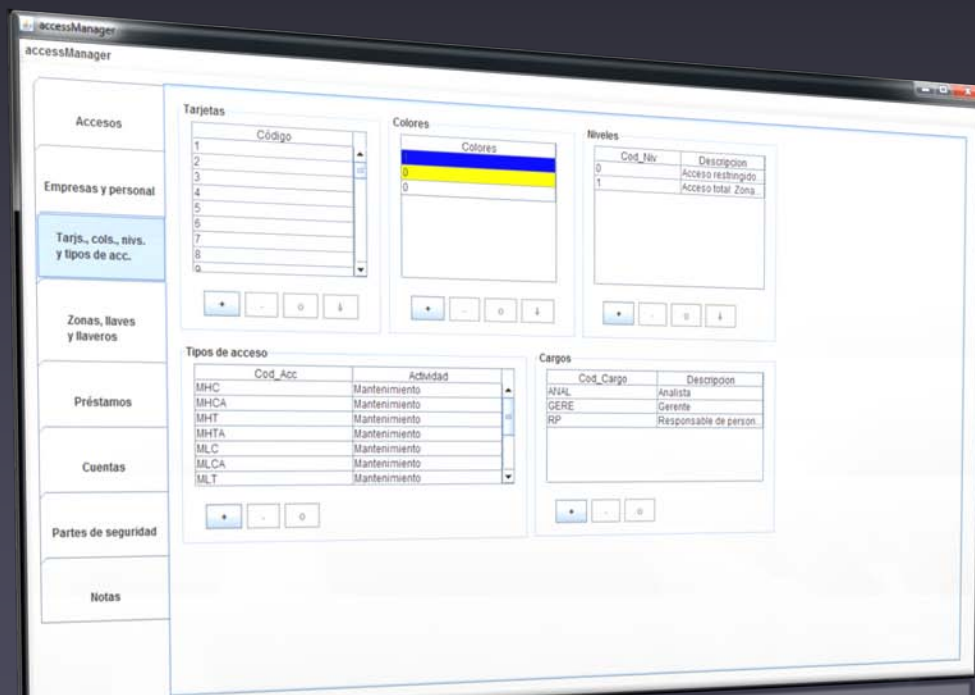 accessManager
accessManager
Accesos
Empresas y personal
Tarjs., cols., nivs.
y tipos de acc.
Zonas, llaves
y llaveros
Préstamos
Cuentas
Partes de seguridad
Notas
Tarjetas
Código
1
2
3
4
5
6
7
8
9
+ - o ↓
Colores
Colores
0
0
+ - o ↓
Niveles
Cod_Niv Descripcion
0 Acceso restringido
1 Acceso total. Zona...
+ - o ↓
Tipos de acceso
Cod_Acc Actividad
MHC Mantenimiento
MHCA Mantenimiento
MHT Mantenimiento
MHTA Mantenimiento
MLC Mantenimiento
MLCA Mantenimiento
MLT Mantenimiento
+ - o
Cargos
Cod_Cargo Descripcion
ANAL Analista
GERE Gerente
RP Responsable de person...
+ - o